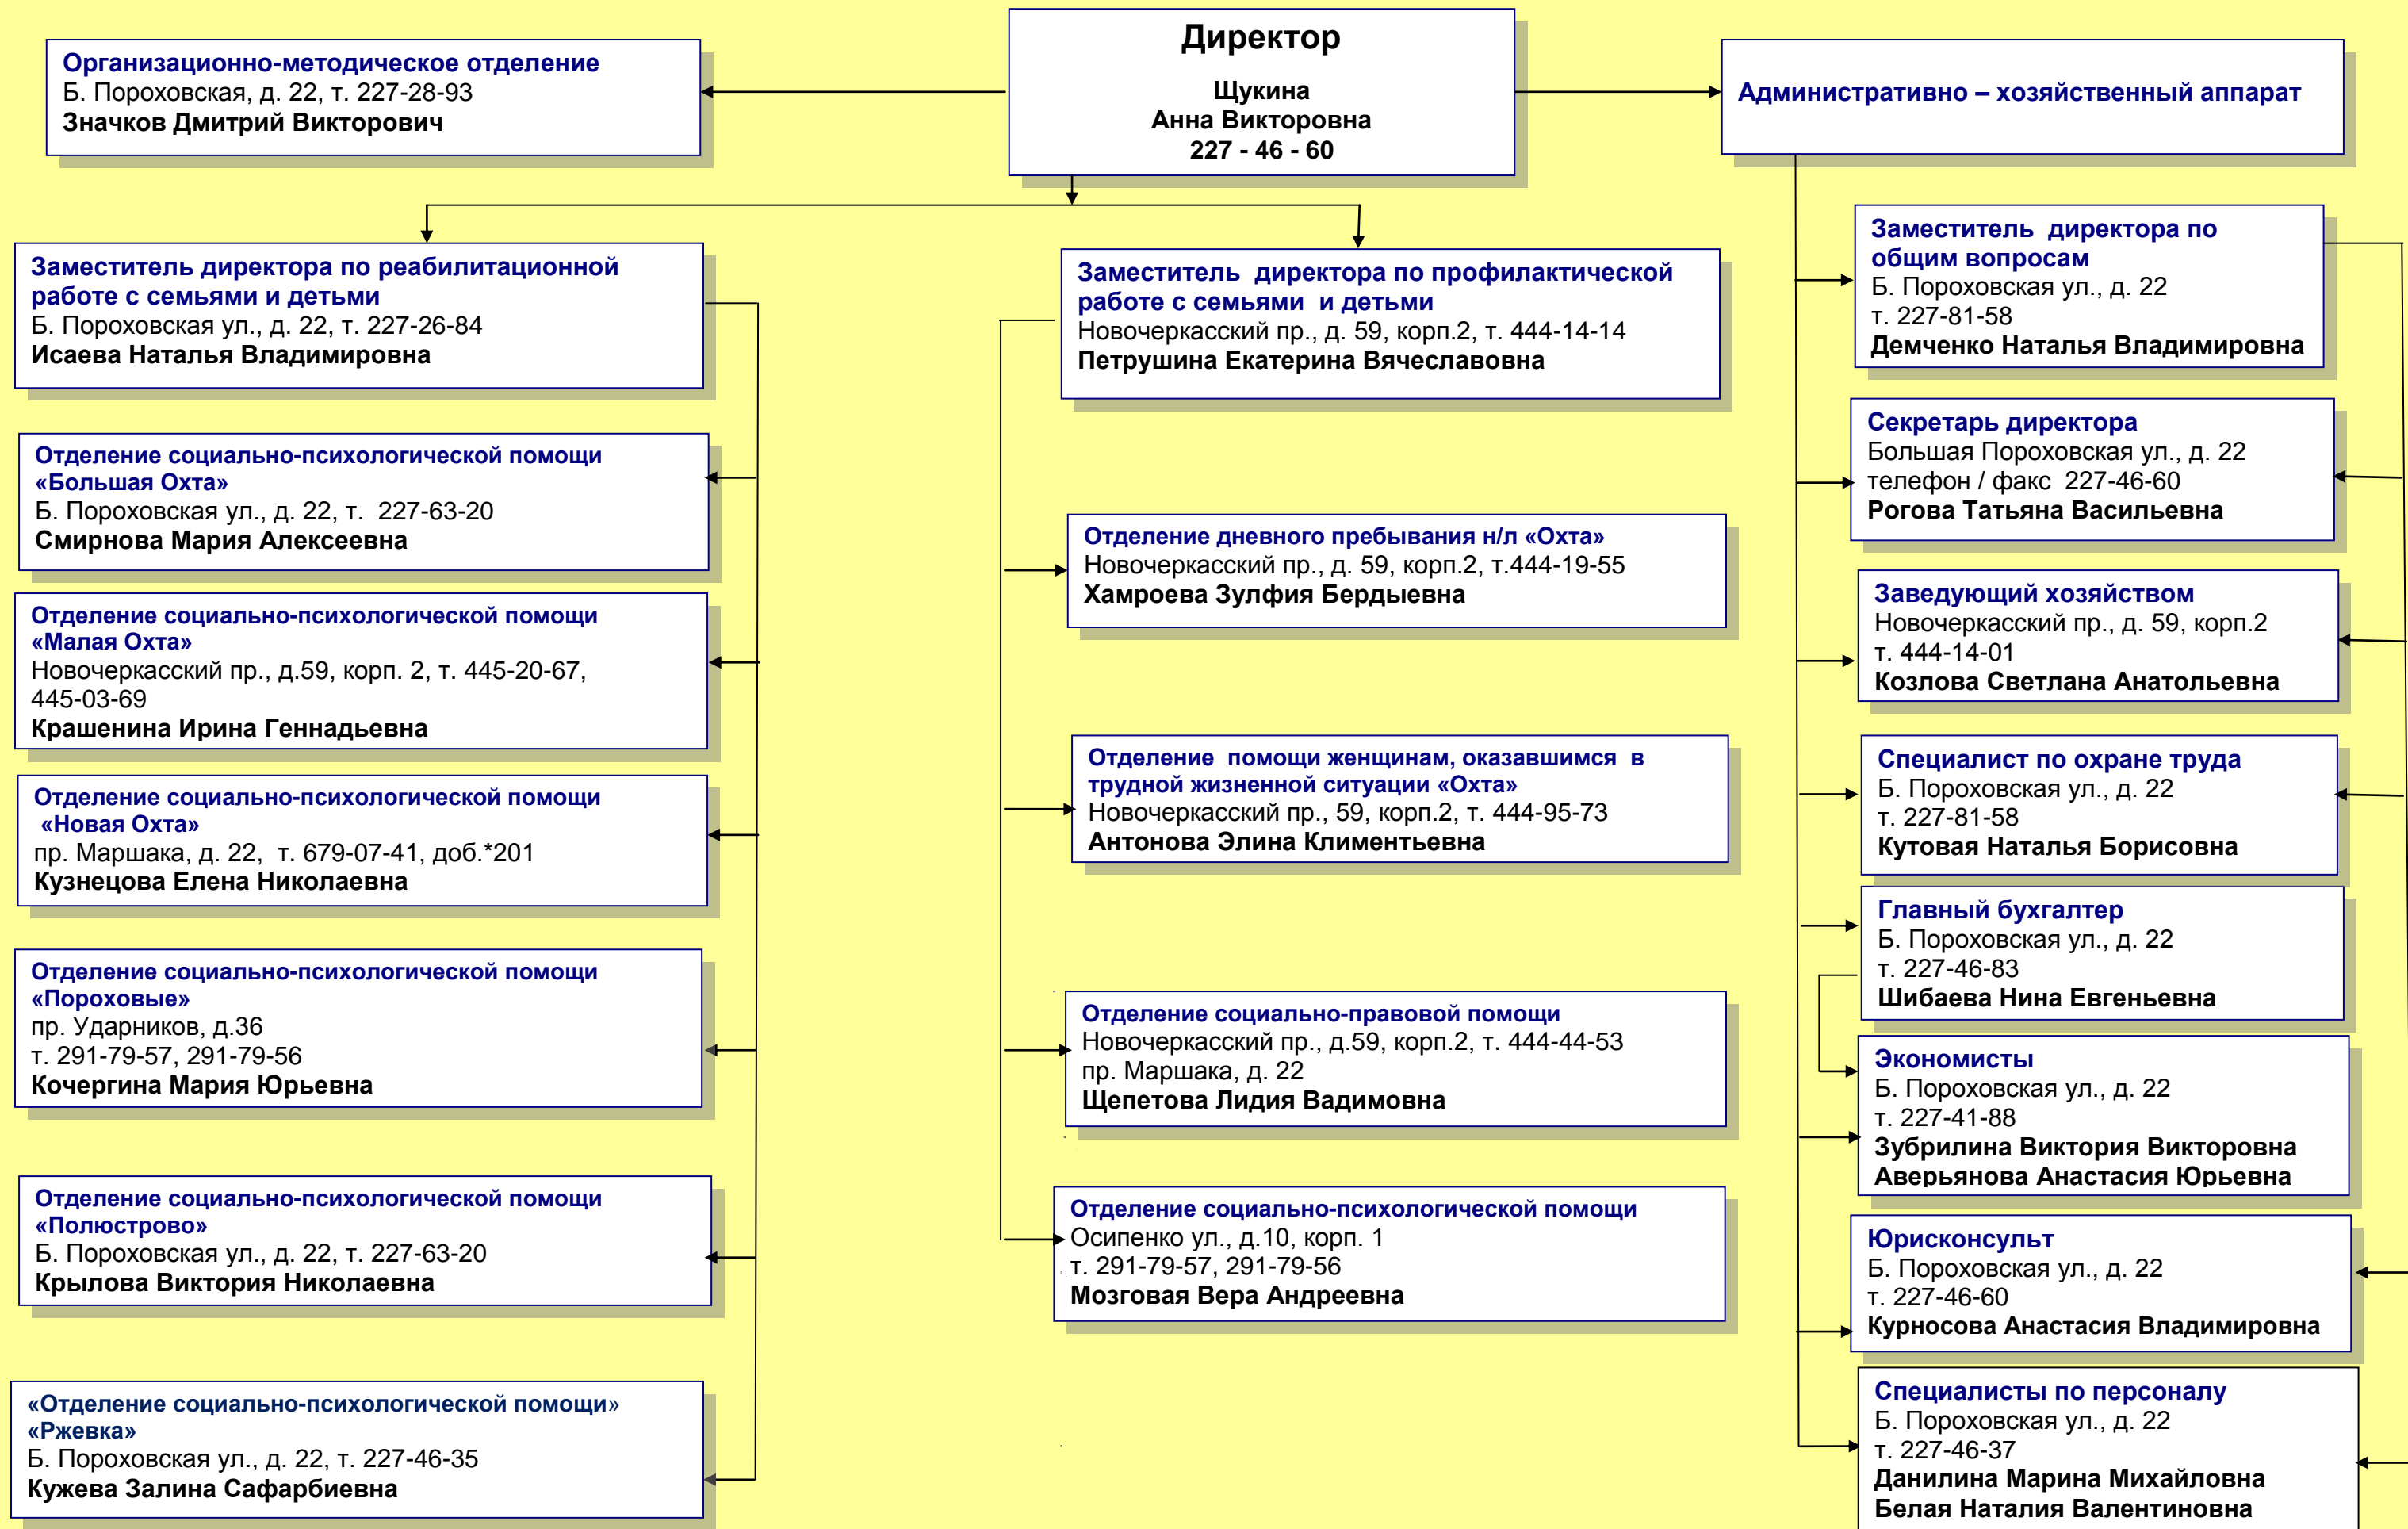 Директор
Щукина
Анна Викторовна
227 - 46 - 60
Организационно-методическое отделение
Б. Пороховская, д. 22, т. 227-28-93
Значков Дмитрий Викторович
Административно – хозяйственный аппарат
Заместитель директора по реабилитационной
работе с семьями и детьми
Б. Пороховская ул., д. 22, т. 227-26-84
Исаева Наталья Владимировна
Отделение социально-психологической помощи
«Большая Охта»
Б. Пороховская ул., д. 22, т. 227-63-20
Смирнова Мария Алексеевна
Отделение социально-психологической помощи
«Малая Охта»
Новочеркасский пр., д.59, корп. 2, т. 445-20-67,
445-03-69
Крашенина Ирина Геннадьевна
Отделение социально-психологической помощи
«Новая Охта»
пр. Маршака, д. 22, т. 679-07-41, доб.*201
Кузнецова Елена Николаевна
Отделение социально-психологической помощи
«Пороховые»
пр. Ударников, д.36
т. 291-79-57, 291-79-56
Кочергина Мария Юрьевна
Отделение социально-психологической помощи
«Полюстрово»
Б. Пороховская ул., д. 22, т. 227-63-20
Крылова Виктория Николаевна
«Отделение социально-психологической помощи»
«Ржевка»
Б. Пороховская ул., д. 22, т. 227-46-35
Кужева Залина Сафарбиевна
Заместитель директора по профилактической
работе с семьями и детьми
Новочеркасский пр., д. 59, корп.2, т. 444-14-14
Петрушина Екатерина Вячеславовна
Отделение дневного пребывания н/л «Охта»
Новочеркасский пр., д. 59, корп.2, т.444-19-55
Хамроева Зулфия Бердыевна
Отделение помощи женщинам, оказавшимся в
трудной жизненной ситуации «Охта»
Новочеркасский пр., 59, корп.2, т. 444-95-73
Антонова Элина Климентьевна
Отделение социально-правовой помощи
Новочеркасский пр., д.59, корп.2, т. 444-44-53
пр. Маршака, д. 22
Щепетова Лидия Вадимовна
Отделение социально-психологической помощи
Осипенко ул., д.10, корп. 1
т. 291-79-57, 291-79-56
Мозговая Вера Андреевна
Заместитель директора по
общим вопросам
Б. Пороховская ул., д. 22
т. 227-81-58
Демченко Наталья Владимировна
Секретарь директора
Большая Пороховская ул., д. 22
телефон / факс 227-46-60
Рогова Татьяна Васильевна
Заведующий хозяйством
Новочеркасский пр., д. 59, корп.2
т. 444-14-01
Козлова Светлана Анатольевна
Специалист по охране труда
Б. Пороховская ул., д. 22
т. 227-81-58
Кутовая Наталья Борисовна
Главный бухгалтер
Б. Пороховская ул., д. 22
т. 227-46-83
Шибаева Нина Евгеньевна
Экономисты
Б. Пороховская ул., д. 22
т. 227-41-88
Зубрилина Виктория Викторовна
Аверьянова Анастасия Юрьевна
Юрисконсульт
Б. Пороховская ул., д. 22
т. 227-46-60
Курносова Анастасия Владимировна
Специалисты по персоналу
Б. Пороховская ул., д. 22
т. 227-46-37
Данилина Марина Михайловна
Белая Наталия Валентиновна